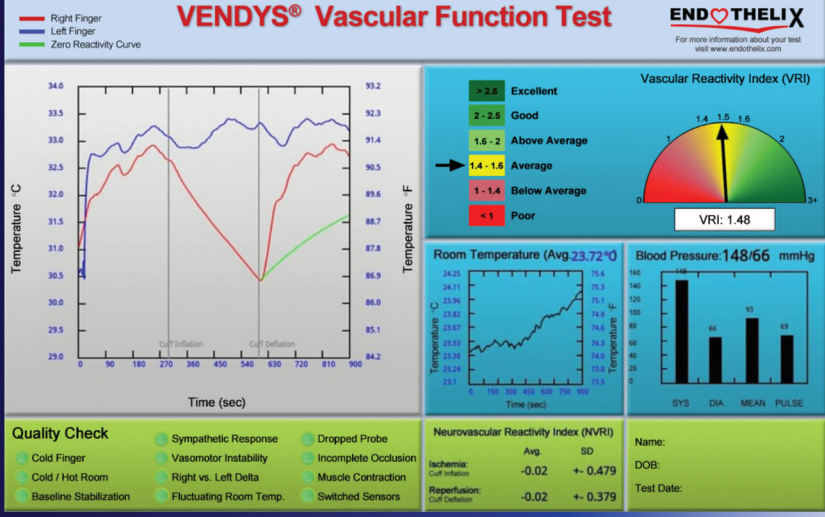 Right Finger
Left Finger
Zero Reactivity Curve
VENDYS® Vascular Function Test
ENDOTHELIX
For more information about your test
visit www.endothelix.com
34.0
33.5
33.0
32.5
32.0
31.5
31.0
30.5
30.0
29.5
29.0
Temperature °C
93.2
92.3
91.4
90.5
89.6
88.7
87.8
86.9
86.0
85.1
84.2
Temperature °F
Cuff Inflation
Cuff Deflation
0 90 180 270 360 450 540 630 720 810 900
Time (sec)
> 2.5 Excellent
2 - 2.5 Good
1.6 - 2 Above Average
1.4 - 1.6 Average
1 - 1.4 Below Average
< 1 Poor
Vascular Reactivity Index (VRI)
0 1 1.4 1.5 1.6 2 3+
VRI: 1.48
Room Temperature (Avg. 23.72°C)
24.25
24.11
23.96
23.82
23.67
23.53
23.38
23.24
23.1
Temperature °C
75.6
75.3
75.1
74.8
74.6
74.3
74.0
73.8
73.5
Temperature °F
0 150 300 450 600 750 900
Time (sec)
Blood Pressure: 148/66 mmHg
160
140
120
100
80
60
40
20
0
148 66 93 69
SYS DIA MEAN PULSE
Quality Check
Cold Finger
Cold / Hot Room
Baseline Stabilization
Sympathetic Response
Vasomotor Instability
Right vs. Left Delta
Fluctuating Room Temp.
Dropped Probe
Incomplete Occlusion
Muscle Contraction
Switched Sensors
Neurovascular Reactivity Index (NVRI)
Avg. SD
Ischemia: -0.02 +- 0.479
Cuff Inflation
Reperfusion: -0.02 +- 0.379
Cuff Deflation
Name:
DOB:
Test Date: